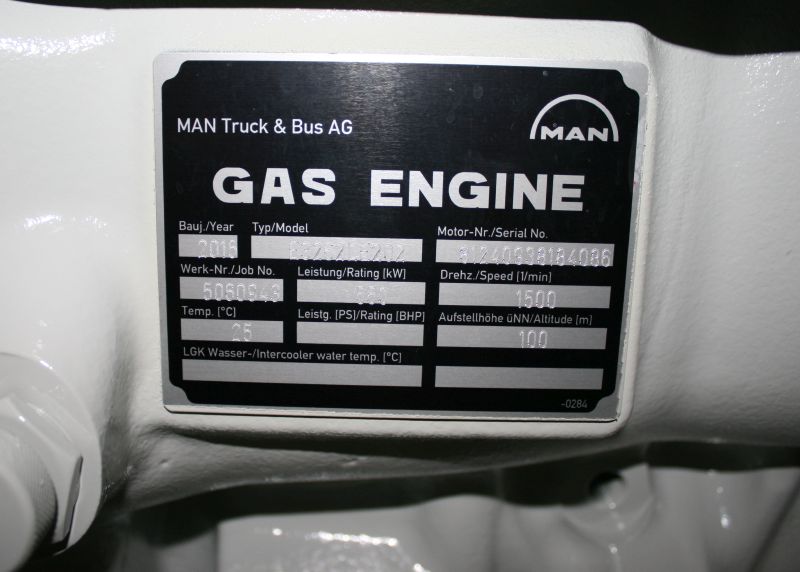 MAN Truck & Bus AG
MAN
GAS ENGINE
Bauj./Year Typ/Model Motor-Nr./Serial No.
2015
Werk-Nr./Job No. Leistung/Rating [kW] Drehz./Speed [1/min]
5060943 1500
Temp. [°C] Leistg. [PS]/Rating [BHP] Aufstellhöhe üNN/Altitude [m]
25 100
LGK Wasser-/Intercooler water temp. [°C]
-0284